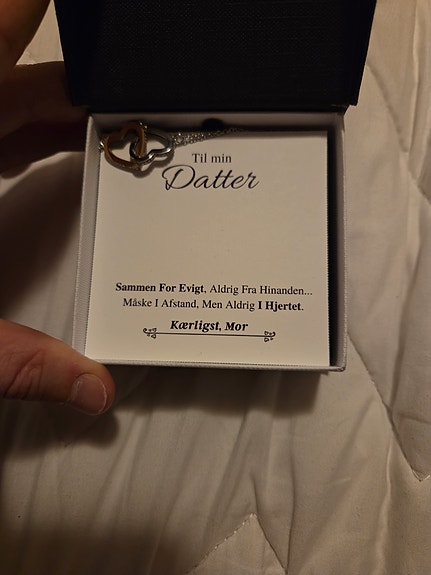 Til min
Datter
Sammen For Evigt, Aldrig Fra Hinanden...
Måske I Afstand, Men Aldrig I Hjertet.
Kærligst, Mor